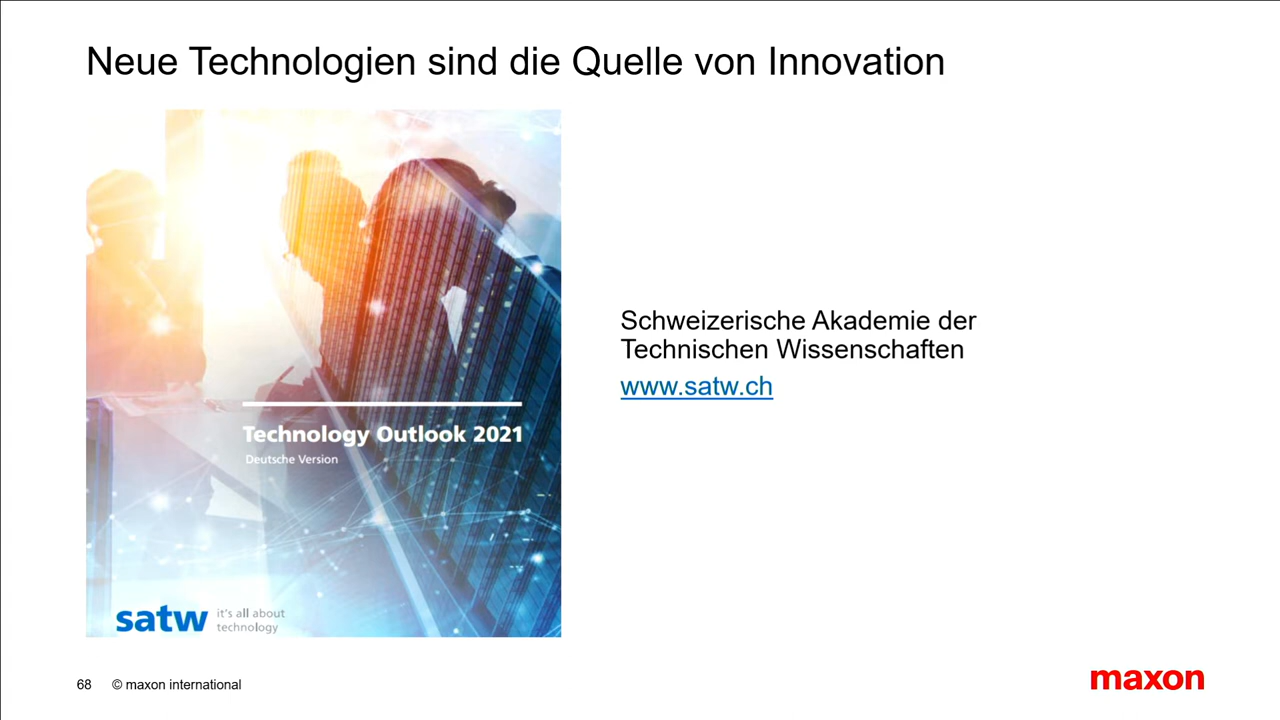 Neue Technologien sind die Quelle von Innovation
Technology Outlook 2021
Deutsche Version
satw it's all about
technology
Schweizerische Akademie der
Technischen Wissenschaften
www.satw.ch
68 © maxon international
maxon